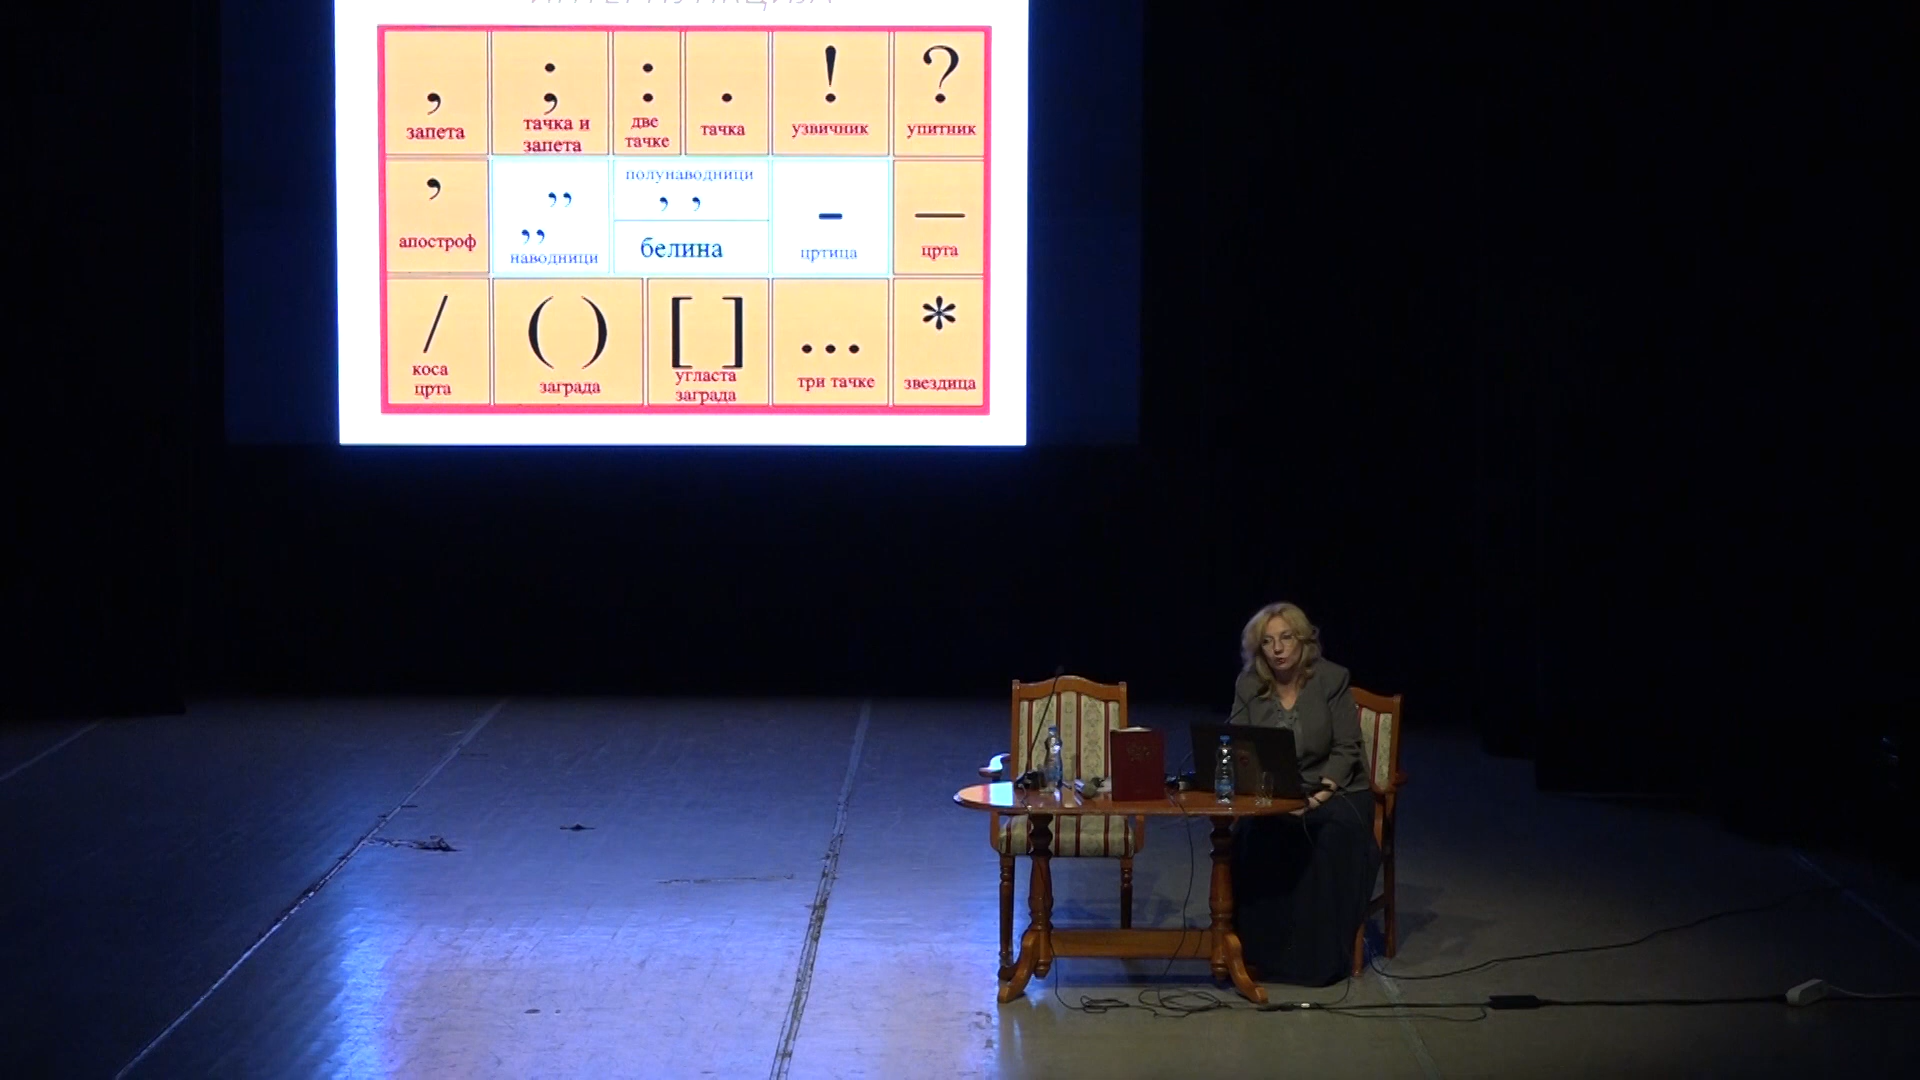 ИНТЕРПУНКЦИЈА
, ; : . ! ?
запета
тачка и
запета
две
тачке
тачка
узвичник
упитник
’
апостроф
” „
наводници
полунаводници
’ ’
белина
-
цртица
—
црта
/
коса
црта
( )
заграда
[ ]
угласта
заграда
...
три тачке
*
звездица